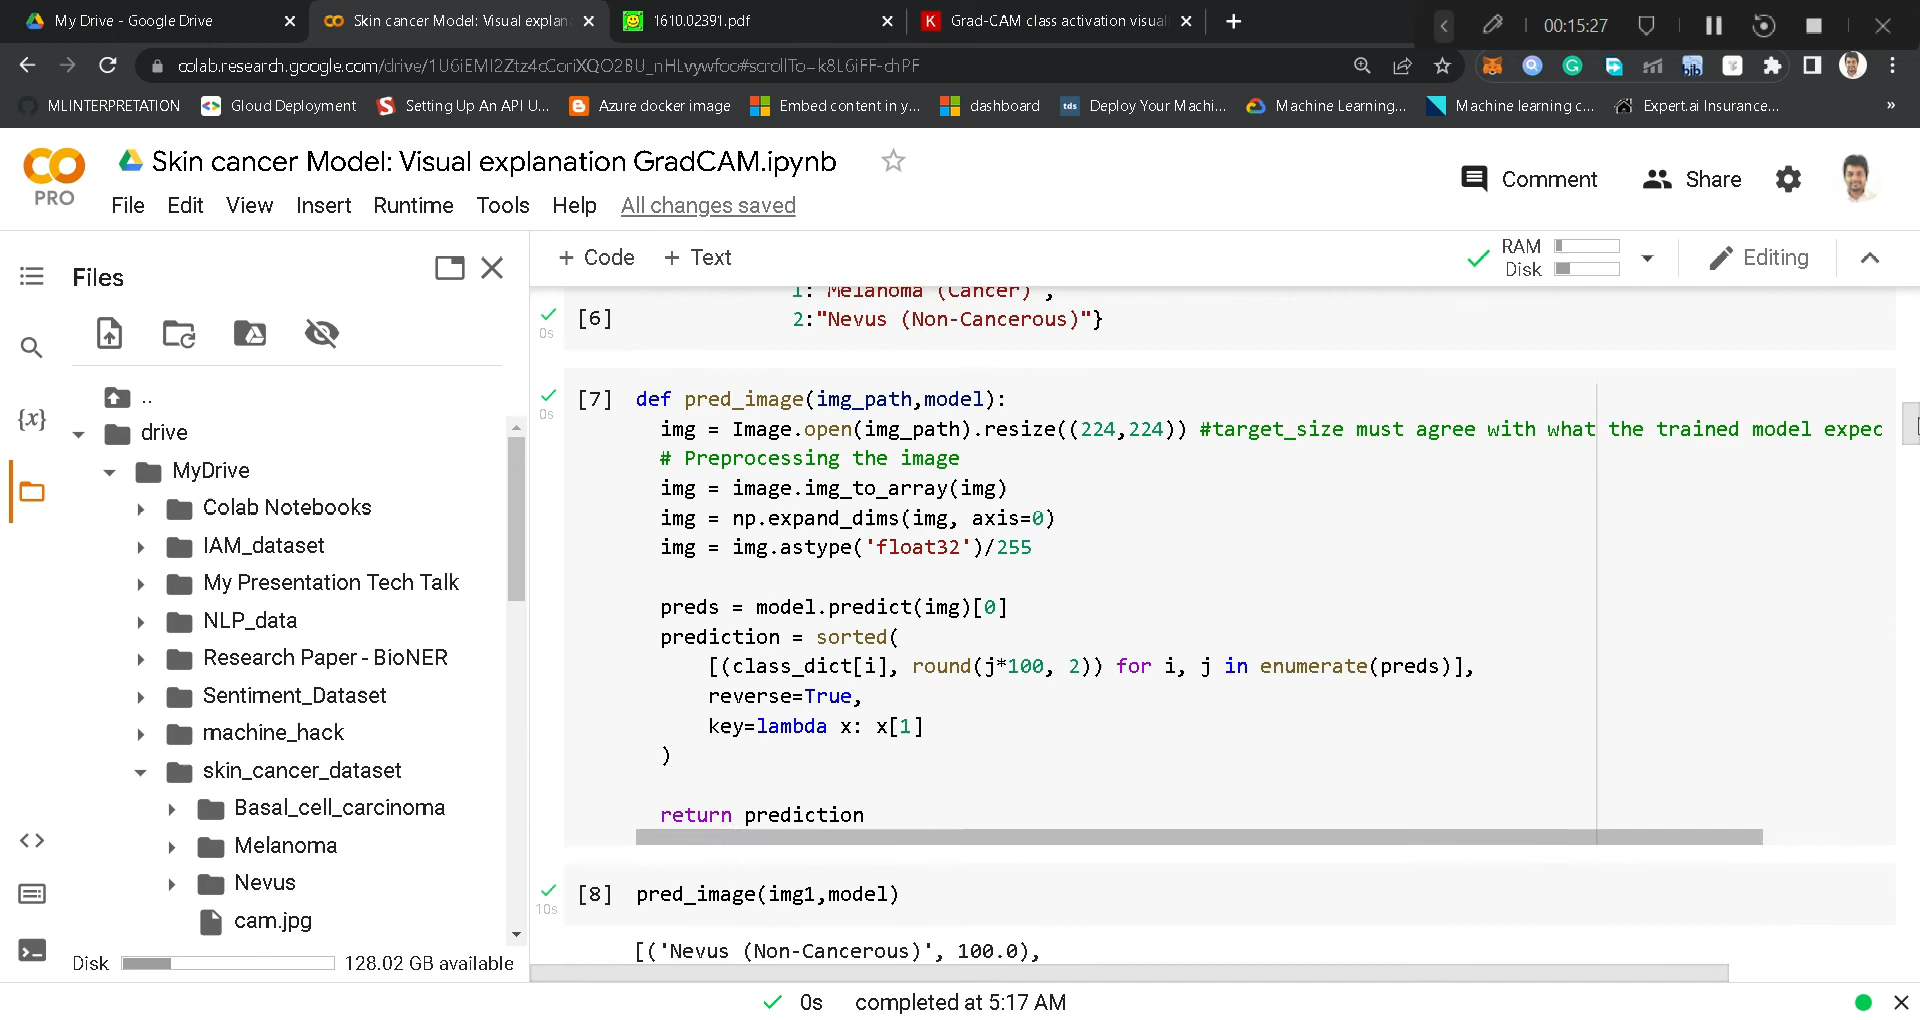 My Drive - Google Drive
Skin cancer Model: Visual explan
1610.02391.pdf
Grad-CAM class activation visual
00:15:27
colab.research.google.com/drive/1U6iEMI2Ztz4cCoriXQO2BU_nHLvywfoo#scrollTo=k8L6iFF-chPF
MLINTERPRETATION
Gloud Deployment
Setting Up An API U...
Azure docker image
Embed content in y...
dashboard
tds
Deploy Your Machi...
Machine Learning...
Machine learning c...
Expert.ai Insurance...
»
PRO
Skin cancer Model: Visual explanation GradCAM.ipynb
File Edit View Insert Runtime Tools Help All changes saved
Comment
Share
Files
+ Code + Text
RAM
Disk
Editing
..
drive
MyDrive
Colab Notebooks
IAM_dataset
My Presentation Tech Talk
NLP_data
Research Paper - BioNER
Sentiment_Dataset
machine_hack
skin_cancer_dataset
Basal_cell_carcinoma
Melanoma
Nevus
cam.jpg
Disk 128.02 GB available
{x}
1: Melanoma (Cancer) ,
0s [6] 2:"Nevus (Non-Cancerous)"}
0s [7] def pred_image(img_path,model):
img = Image.open(img_path).resize((224,224)) #target_size must agree with what the trained model expec
# Preprocessing the image
img = image.img_to_array(img)
img = np.expand_dims(img, axis=0)
img = img.astype('float32')/255
preds = model.predict(img)[0]
prediction = sorted(
[(class_dict[i], round(j*100, 2)) for i, j in enumerate(preds)],
reverse=True,
key=lambda x: x[1]
)
return prediction
10s [8] pred_image(img1,model)
[('Nevus (Non-Cancerous)', 100.0),
0s completed at 5:17 AM